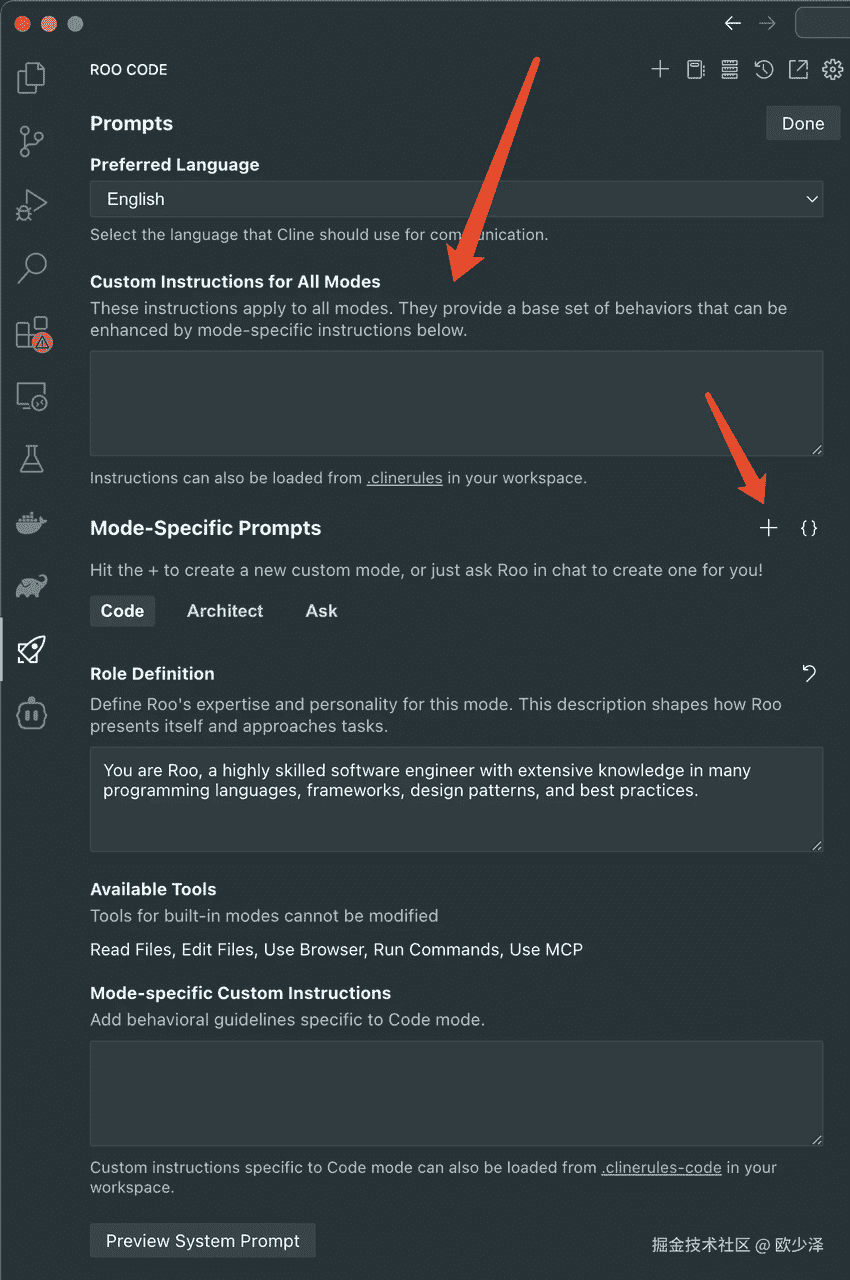 ROO CODE
Prompts
Done
Preferred Language
English
Select the language that Cline should use for communication.
Custom Instructions for All Modes
These instructions apply to all modes. They provide a base set of behaviors that can be
enhanced by mode-specific instructions below.
Instructions can also be loaded from .clinerules in your workspace.
Mode-Specific Prompts
Hit the + to create a new custom mode, or just ask Roo in chat to create one for you!
Code Architect Ask
Role Definition
Define Roo's expertise and personality for this mode. This description shapes how Roo
presents itself and approaches tasks.
You are Roo, a highly skilled software engineer with extensive knowledge in many
programming languages, frameworks, design patterns, and best practices.
Available Tools
Tools for built-in modes cannot be modified
Read Files, Edit Files, Use Browser, Run Commands, Use MCP
Mode-specific Custom Instructions
Add behavioral guidelines specific to Code mode.
Custom instructions specific to Code mode can also be loaded from .clinerules-code in your
workspace.
Preview System Prompt
掘金技术社区 @ 欧少泽